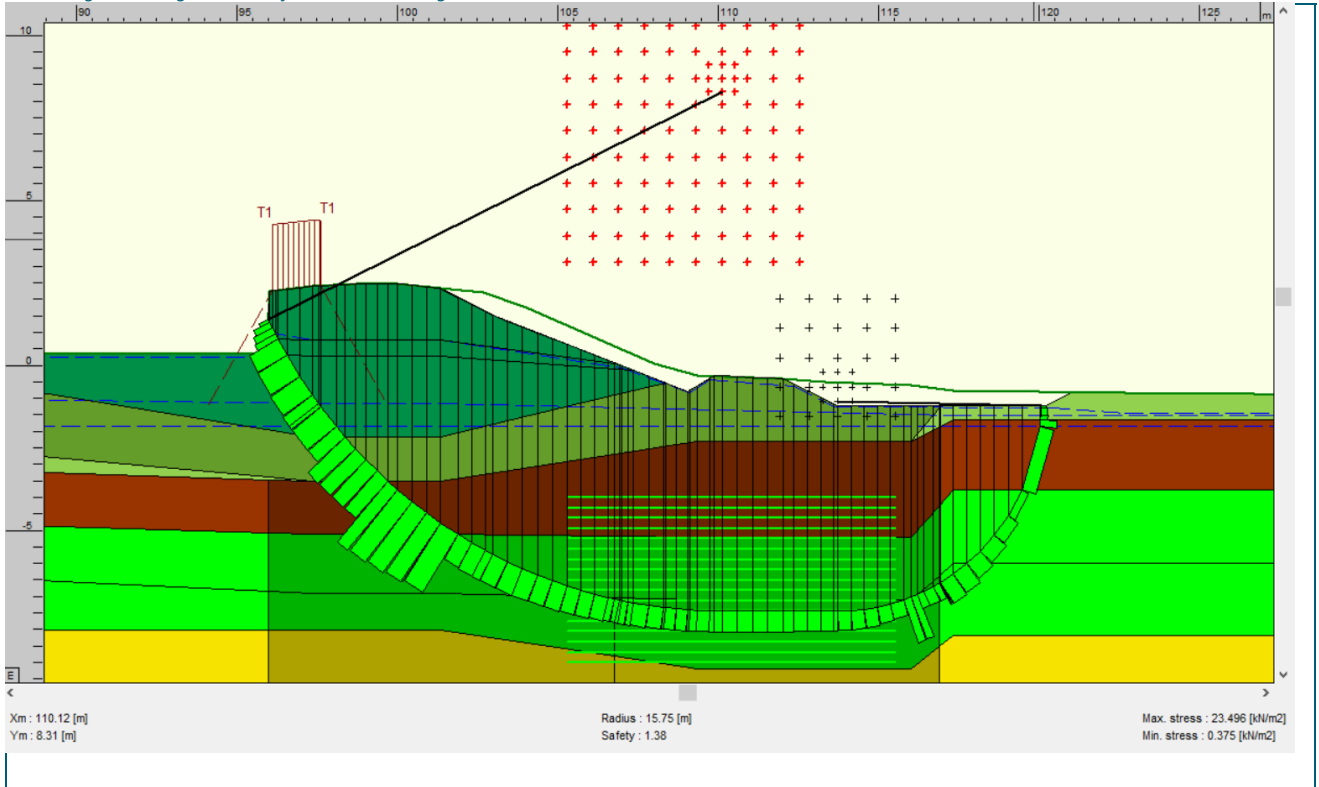 90 95 100 105 110 115 120 125 m
10
5
T1 T1
0
-5
E
Xm : 110.12 [m] Radius : 15.75 [m] Max. stress : 23.496 [kN/m2]
Ym : 8.31 [m] Safety : 1.38 Min. stress : 0.375 [kN/m2]